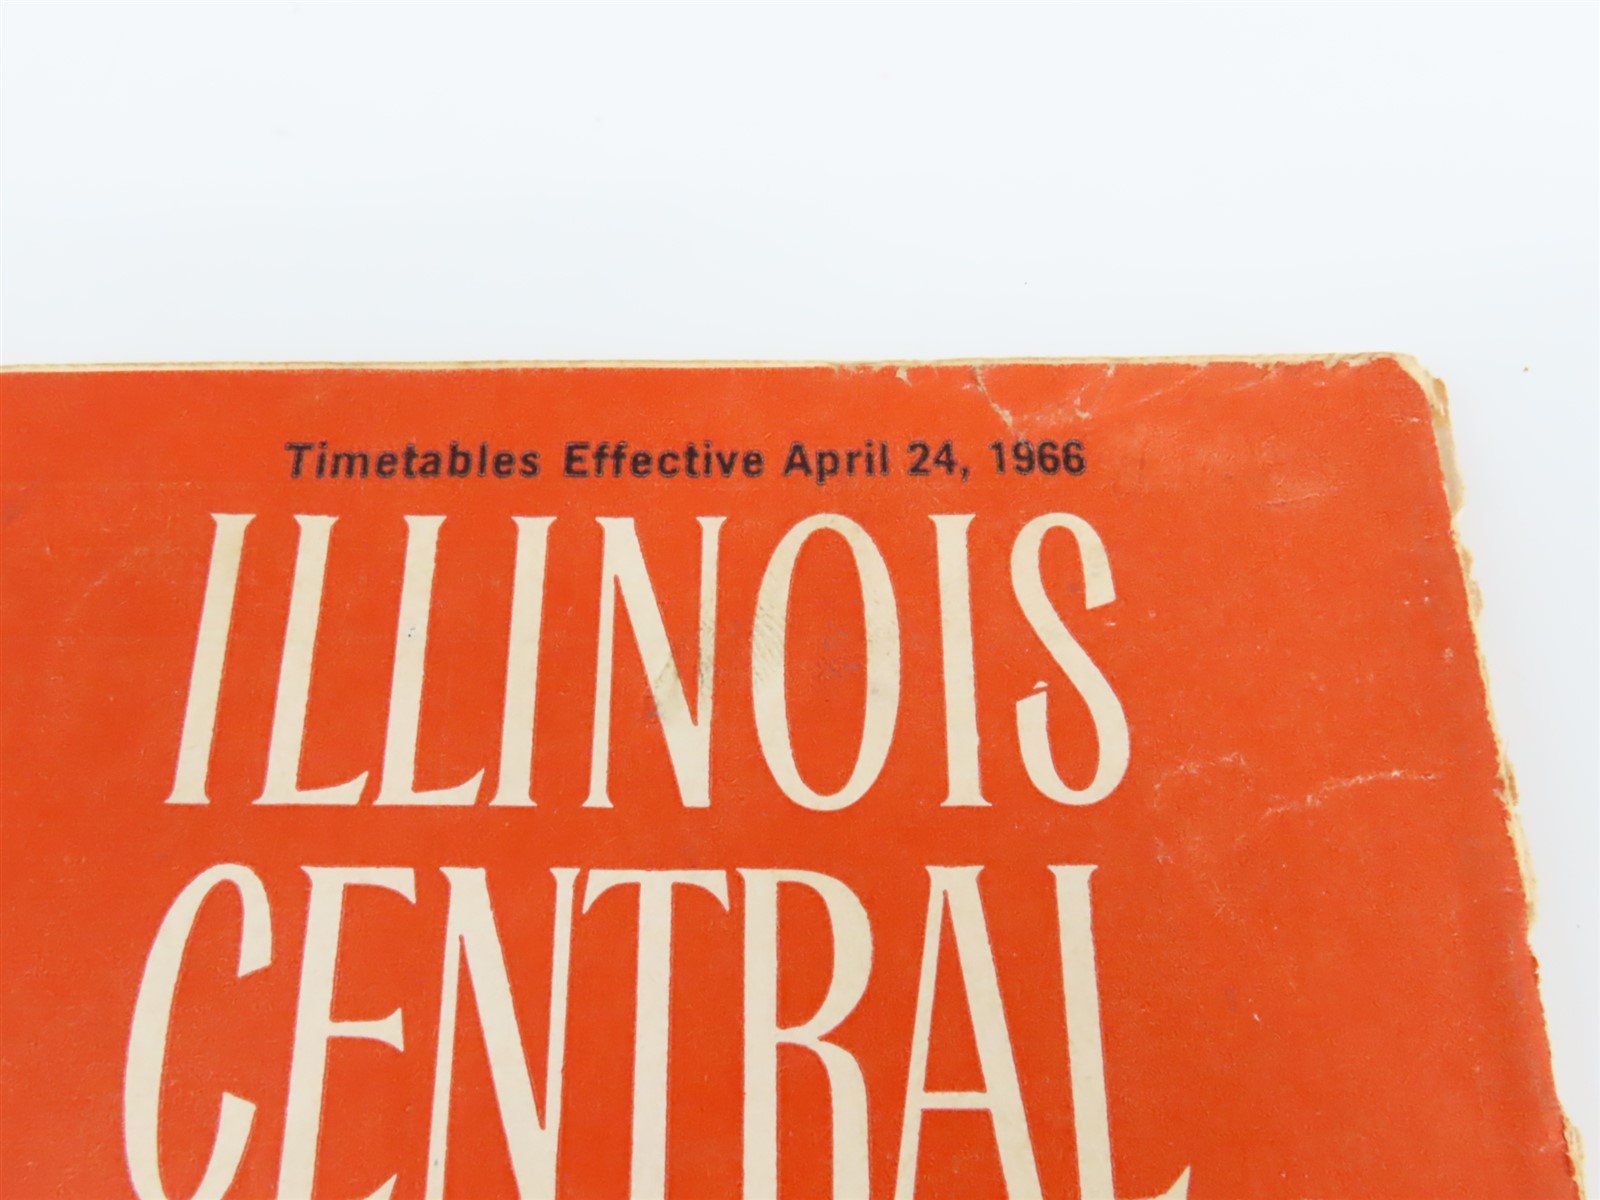 Timetables Effective April 24, 1966
ILLINOIS
CENTRAL